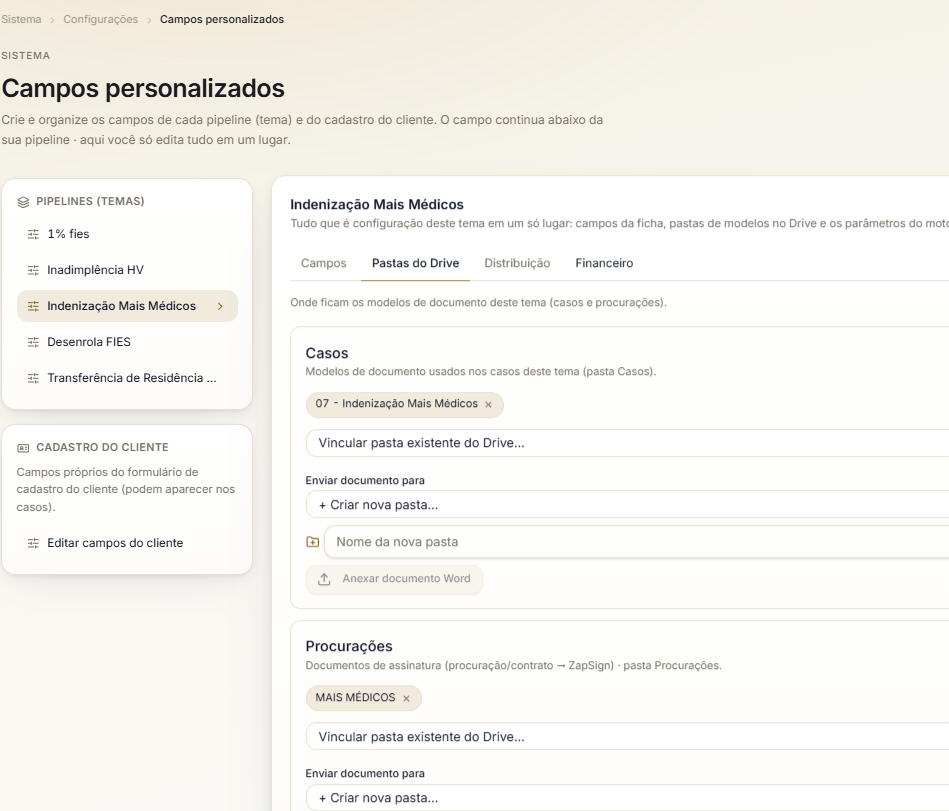 Sistema > Configurações > Campos personalizados
SISTEMA
Campos personalizados
Crie e organize os campos de cada pipeline (tema) e do cadastro do cliente. O campo continua abaixo da
sua pipeline · aqui você só edita tudo em um lugar.
PIPELINES (TEMAS)
1% fies
Inadimplência HV
Indenização Mais Médicos
Desenrola FIES
Transferência de Residência ...
CADASTRO DO CLIENTE
Campos próprios do formulário de
cadastro do cliente (podem aparecer nos
casos).
Editar campos do cliente
Indenização Mais Médicos
Tudo que é configuração deste tema em um só lugar: campos da ficha, pastas de modelos no Drive e os parâmetros do
Campos Pastas do Drive Distribuição Financeiro
Onde ficam os modelos de documento deste tema (casos e procurações).
Casos
Modelos de documento usados nos casos deste tema (pasta Casos).
07 - Indenização Mais Médicos ×
Vincular pasta existente do Drive...
Enviar documento para
+ Criar nova pasta...
Nome da nova pasta
Anexar documento Word
Procurações
Documentos de assinatura (procuração/contrato → ZapSign) · pasta Procurações.
MAIS MÉDICOS ×
Vincular pasta existente do Drive...
Enviar documento para
+ Criar nova pasta...